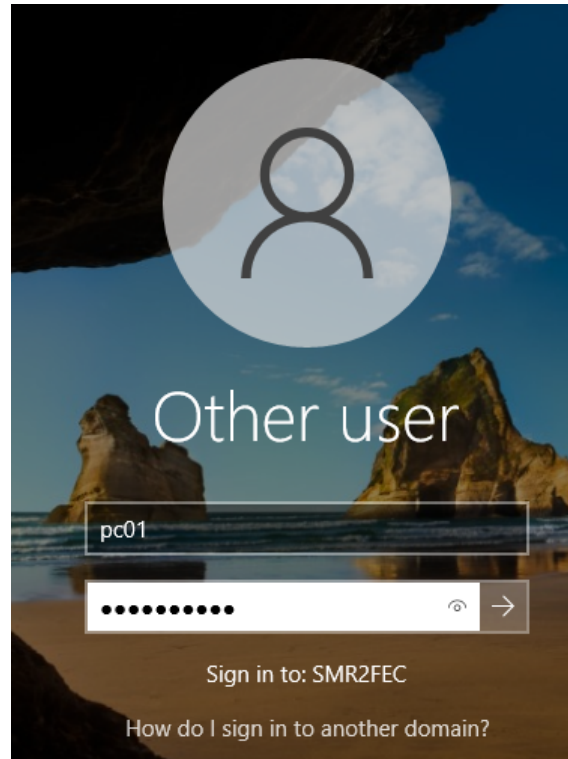 Other user
pc01
Sign in to: SMR2FEC
How do I sign in to another domain?